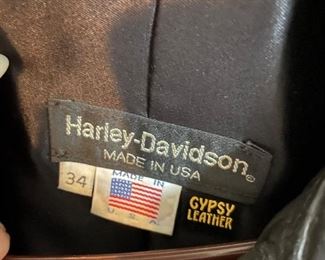 Harley-Davidson®
MADE IN USA
34
MADE IN
U.S.A.
GYPSY
LEATHER